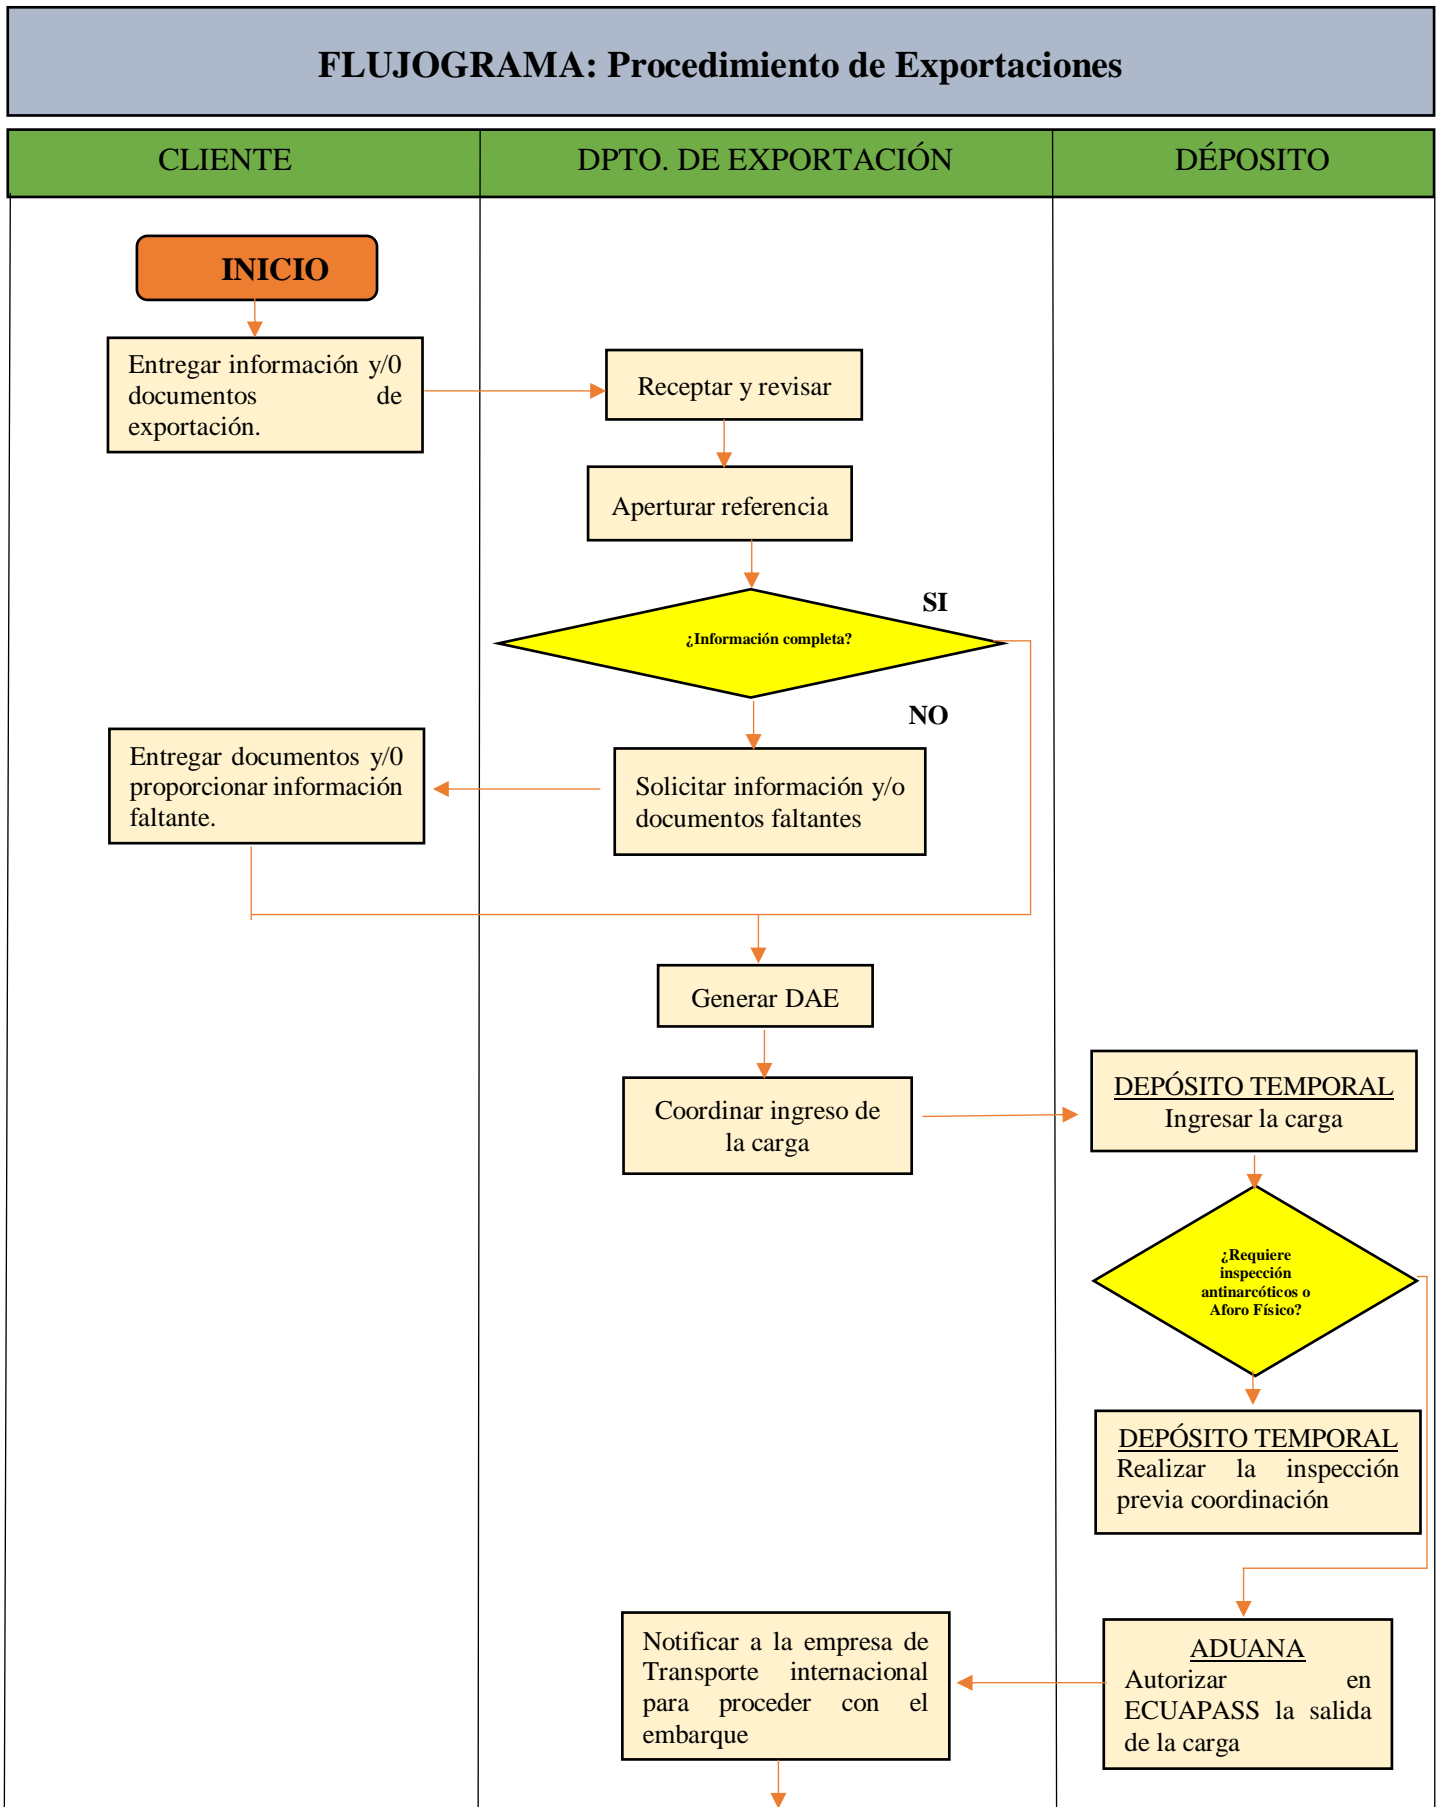 FLUJOGRAMA: Procedimiento de Exportaciones
CLIENTE
DPTO. DE EXPORTACIÓN
DÉPOSITO
INICIO
Entregar información y/0
documentos de
exportación.
Receptar y revisar
Aperturar referencia
SI
¿Información completa?
NO
Entregar documentos y/0
proporcionar información
faltante.
Solicitar información y/o
documentos faltantes
Generar DAE
Coordinar ingreso de
la carga
DEPÓSITO TEMPORAL
Ingresar la carga
¿Requiere
inspección
antinarcóticos o
Aforo Físico?
DEPÓSITO TEMPORAL
Realizar la inspección
previa coordinación
Notificar a la empresa de
Transporte internacional
para proceder con el
embarque
ADUANA
Autorizar en
ECUAPASS la salida
de la carga